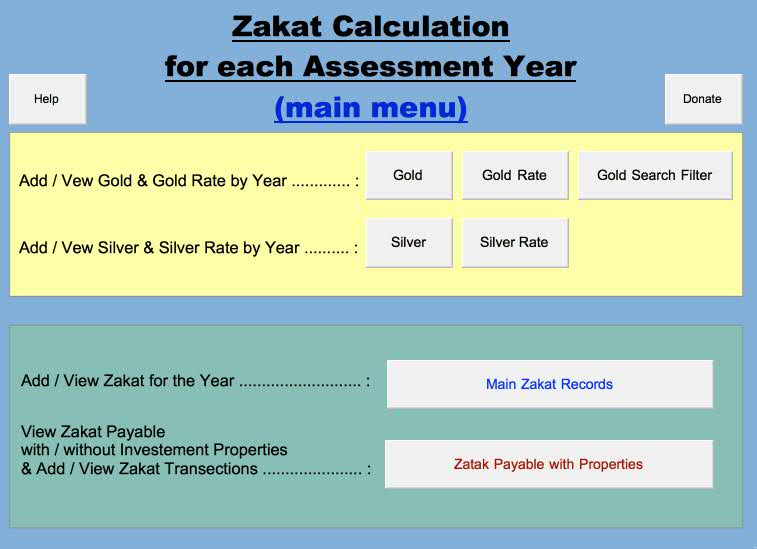 Zakat Calculation
for each Assessment Year
(main menu)
Help
Donate
Add / Vew Gold & Gold Rate by Year ............. :
Gold
Gold Rate
Gold Search Filter
Add / Vew Silver & Silver Rate by Year .......... :
Silver
Silver Rate
Add / View Zakat for the Year ........................... :
Main Zakat Records
View Zakat Payable
with / without Investement Properties
& Add / View Zakat Transections ...................... :
Zatak Payable with Properties